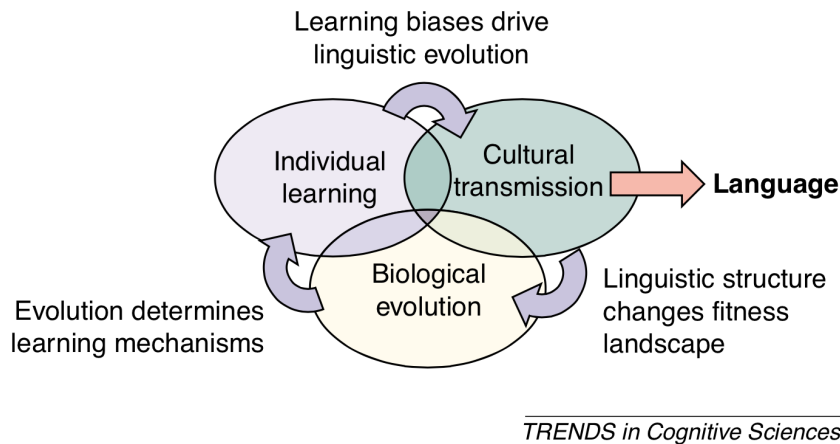 Learning biases drive
linguistic evolution
Individual
learning
Cultural
transmission
Language
Biological
evolution
Evolution determines
learning mechanisms
Linguistic structure
changes fitness
landscape
TRENDS in Cognitive Sciences